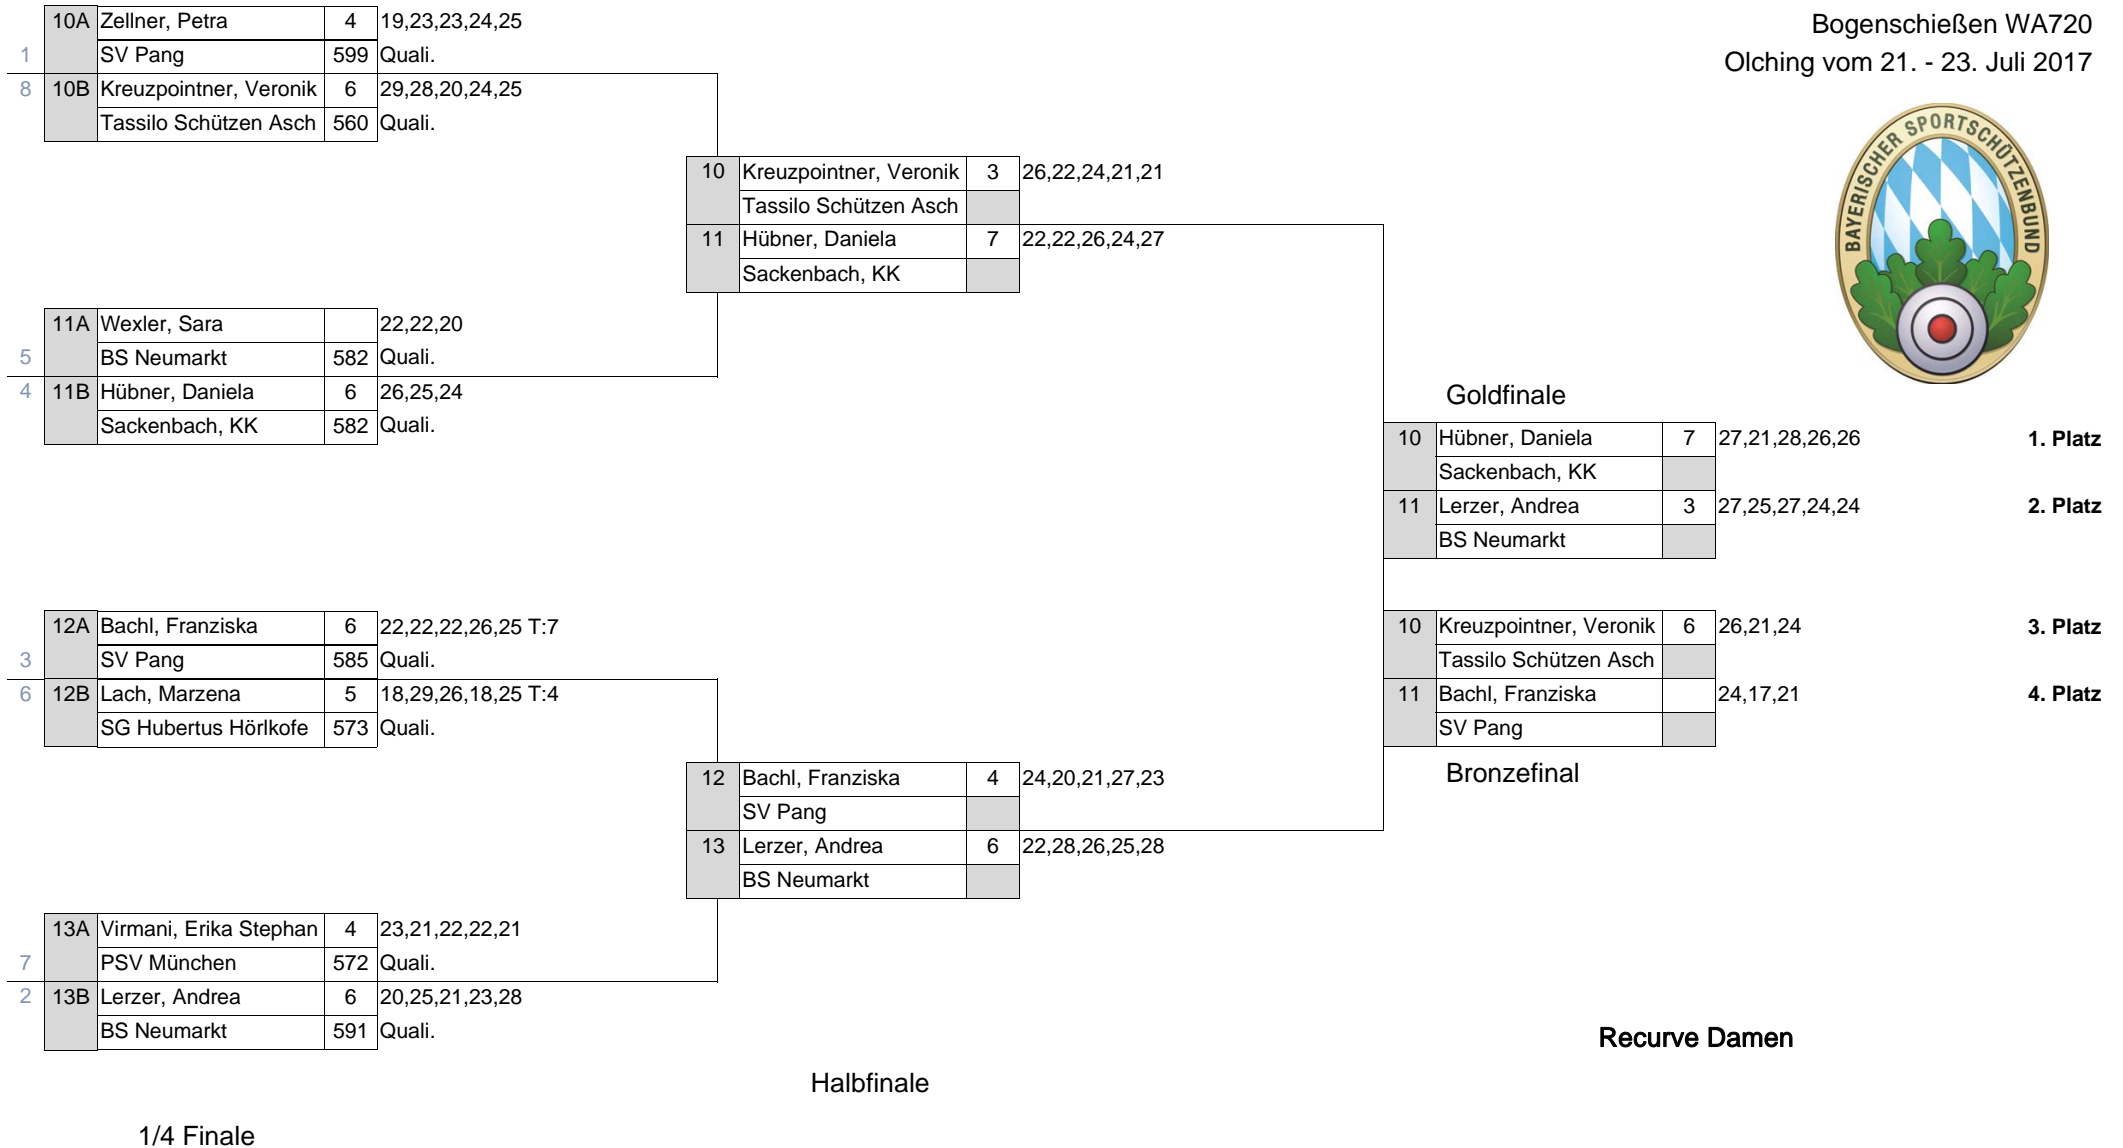 Bogenschießen WA720
Olching vom 21. - 23. Juli 2017
BAYERISCHER SPORTSCHÜTZENBUND
10A Zellner, Petra 4 19,23,23,24,25
1 SV Pang 599 Quali.
8 10B Kreuzpointner, Veronik 6 29,28,20,24,25
Tassilo Schützen Asch 560 Quali.
10 Kreuzpointner, Veronik 3 26,22,24,21,21
Tassilo Schützen Asch
11 Hübner, Daniela 7 22,22,26,24,27
Sackenbach, KK
11A Wexler, Sara 22,22,20
5 BS Neumarkt 582 Quali.
4 11B Hübner, Daniela 6 26,25,24
Sackenbach, KK 582 Quali.
Goldfinale
10 Hübner, Daniela 7 27,21,28,26,26 1. Platz
Sackenbach, KK
11 Lerzer, Andrea 3 27,25,27,24,24 2. Platz
BS Neumarkt
12A Bachl, Franziska 6 22,22,22,26,25 T:7
3 SV Pang 585 Quali.
6 12B Lach, Marzena 5 18,29,26,18,25 T:4
SG Hubertus Hörlkofe 573 Quali.
10 Kreuzpointner, Veronik 6 26,21,24 3. Platz
Tassilo Schützen Asch
11 Bachl, Franziska 24,17,21 4. Platz
SV Pang
Bronzefinal
12 Bachl, Franziska 4 24,20,21,27,23
SV Pang
13 Lerzer, Andrea 6 22,28,26,25,28
BS Neumarkt
13A Virmani, Erika Stephan 4 23,21,22,22,21
7 PSV München 572 Quali.
2 13B Lerzer, Andrea 6 20,25,21,23,28
BS Neumarkt 591 Quali.
Recurve Damen
Halbfinale
1/4 Finale